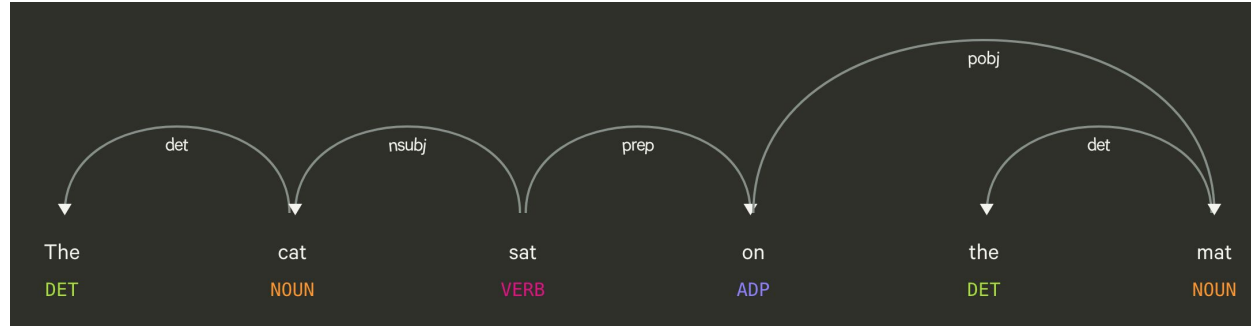 pobj
det nsubj prep det
The cat sat on the mat
DET NOUN VERB ADP DET NOUN